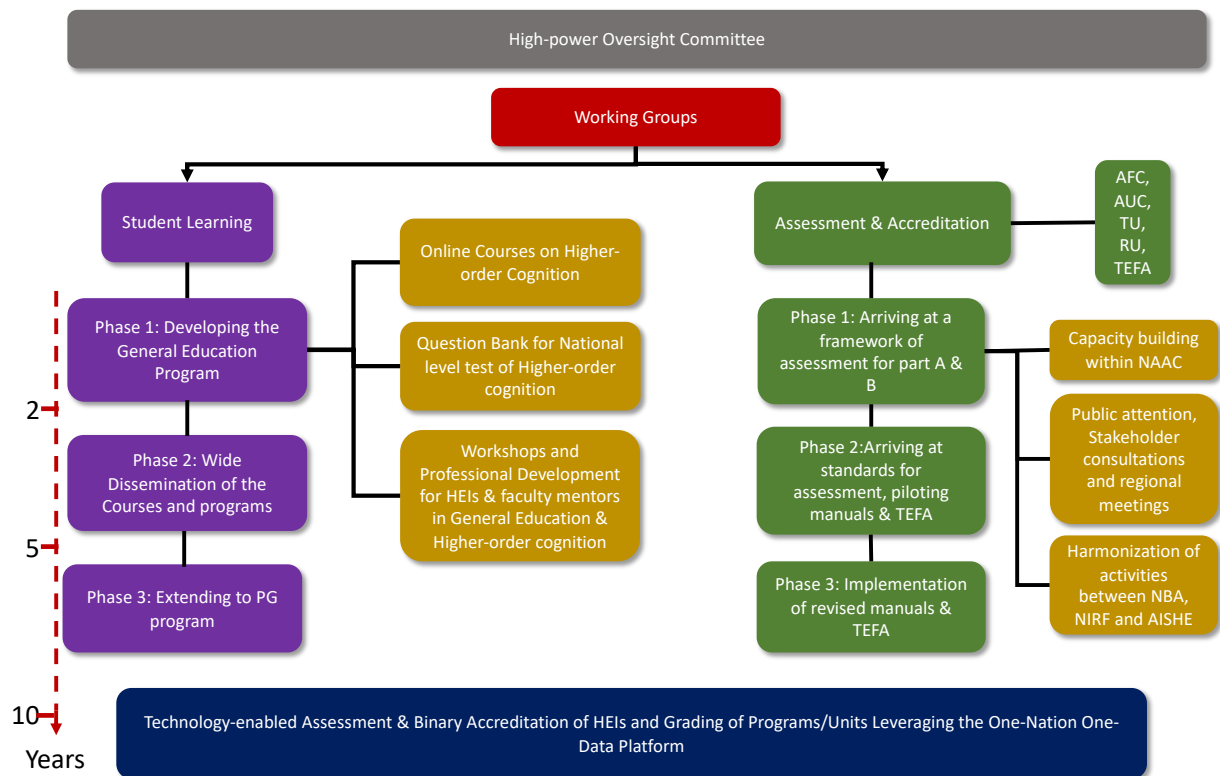 High-power Oversight Committee
Working Groups
Student Learning
Assessment & Accreditation
AFC,
AUC,
TU,
RU,
TEFA
Online Courses on Higher-
order Cognition
Phase 1: Developing the
General Education
Program
Question Bank for National
level test of Higher-order
cognition
Workshops and
Professional Development
for HEIs & faculty mentors
in General Education &
Higher-order cognition
Phase 2: Wide
Dissemination of the
Courses and programs
Phase 3: Extending to PG
program
Phase 1: Arriving at a
framework of
assessment for part A &
B
Capacity building
within NAAC
Public attention,
Stakeholder
consultations
and regional
meetings
Harmonization of
activities
between NBA,
NIRF and AISHE
Phase 2:Arriving at
standards for
assessment, piloting
manuals & TEFA
Phase 3: Implementation
of revised manuals &
TEFA
2
5
10
Years
Technology-enabled Assessment & Binary Accreditation of HEIs and Grading of Programs/Units Leveraging the One-Nation One-
Data Platform